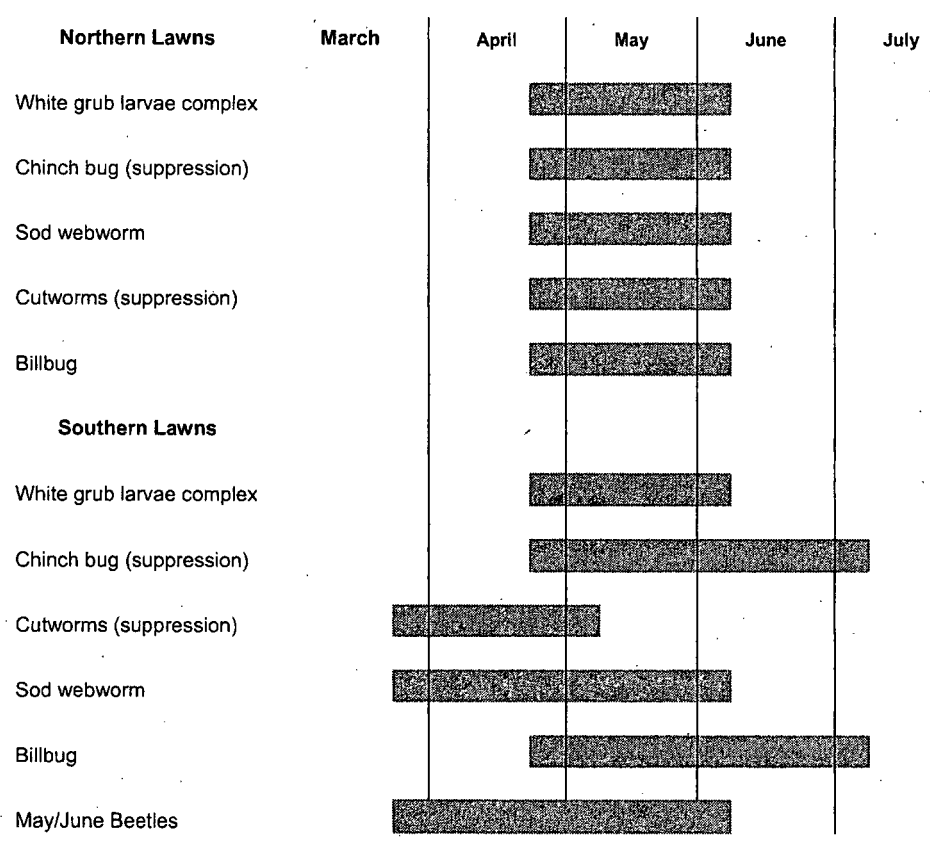 Northern Lawns March April May June July
White grub larvae complex
Chinch bug (suppression)
Sod webworm
Cutworms (suppression)
Billbug
Southern Lawns
White grub larvae complex
Chinch bug (suppression)
Cutworms (suppression)
Sod webworm
Billbug
May/June Beetles